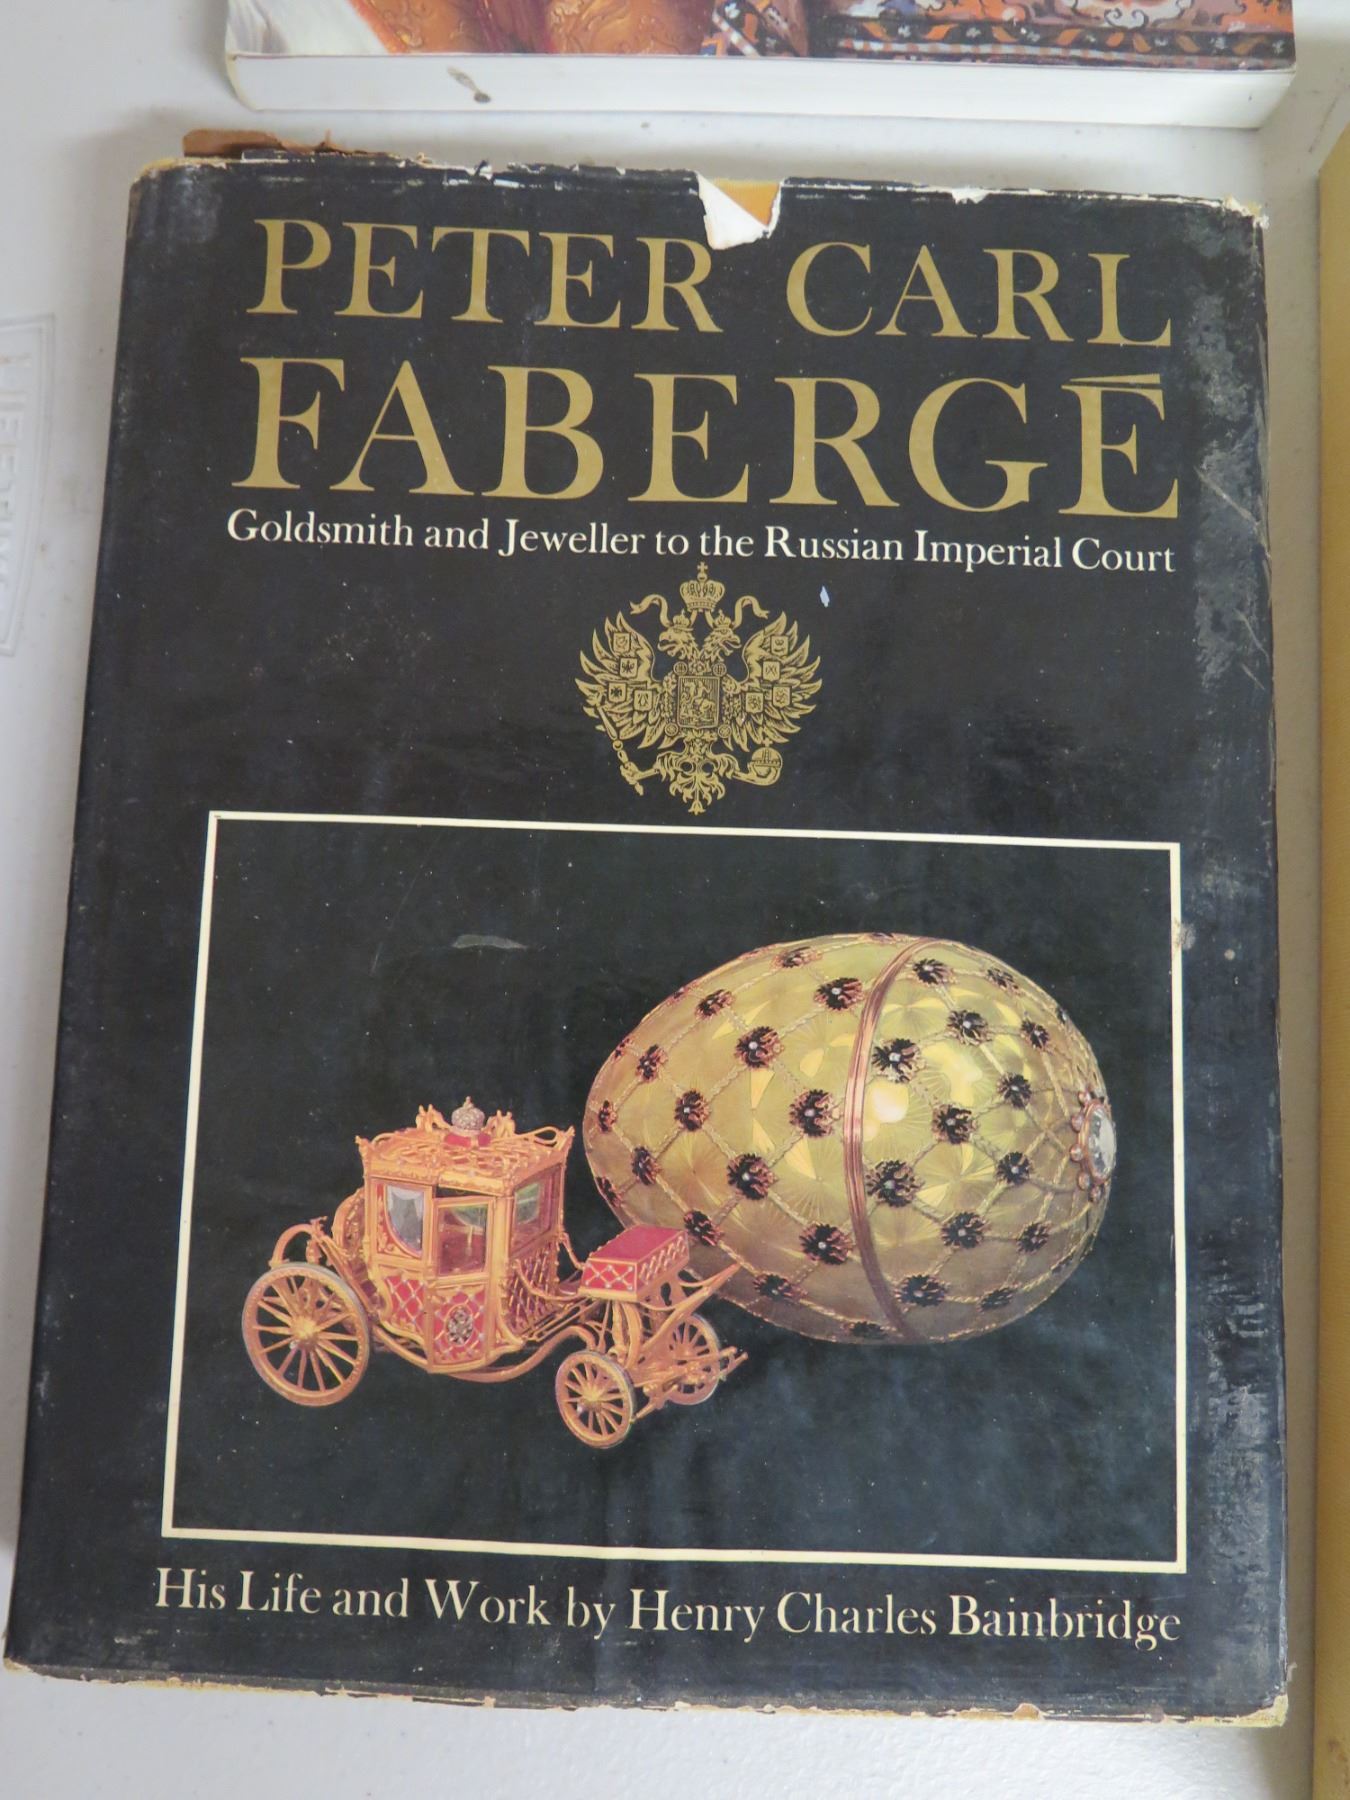 PETER CARL
FABERGÉ
Goldsmith and Jeweller to the Russian Imperial Court
His Life and Work by Henry Charles Bainbridge